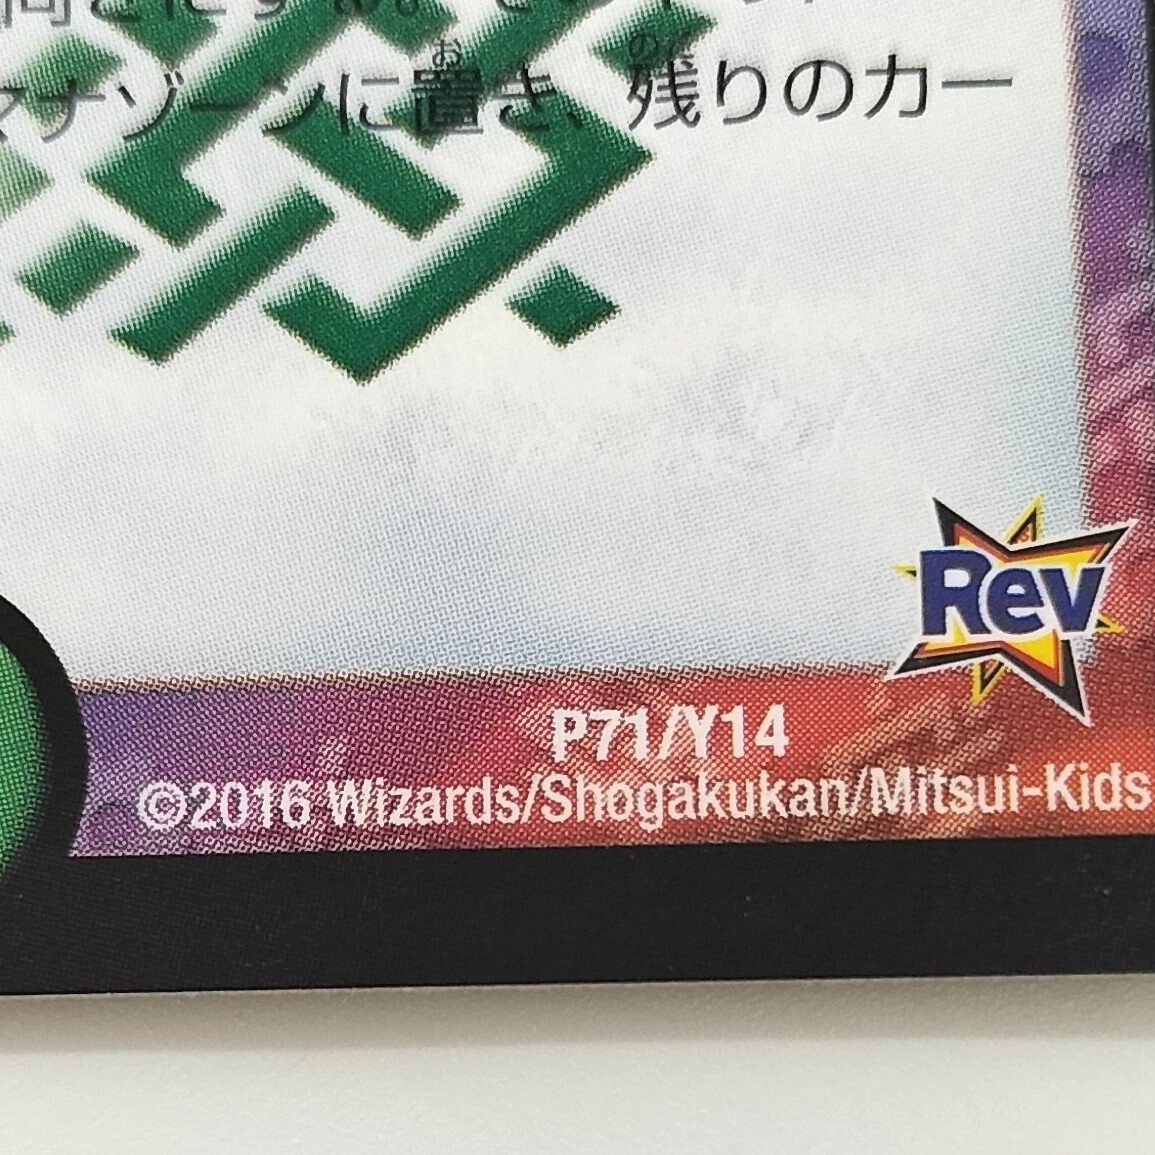 マナゾーンに置き、残りのカー
Rev
P71/Y14
©2016 Wizards/Shogakukan/Mitsui-Kids